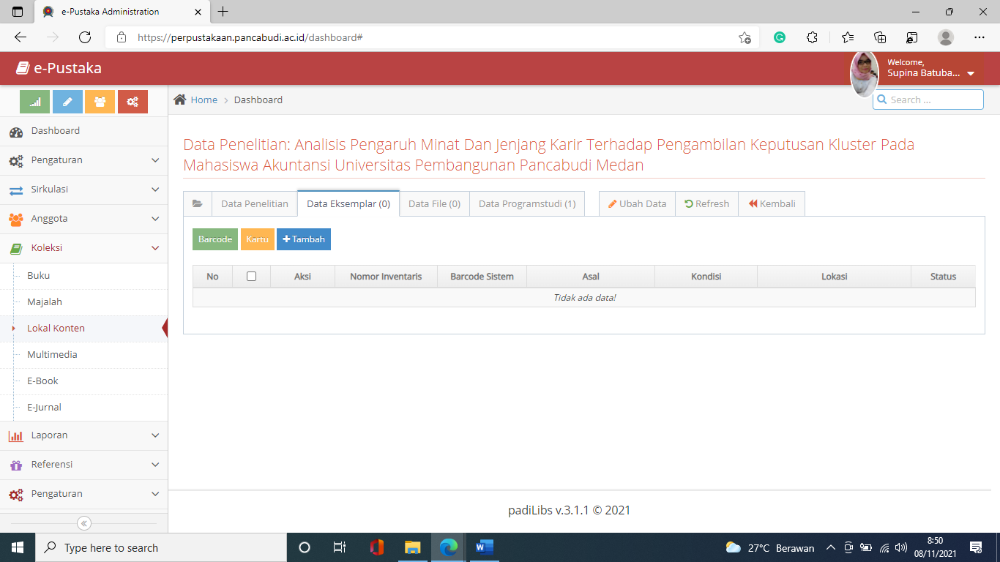 e-Pustaka Administration
https://perpustakaan.pancabudi.ac.id/dashboard#
e-Pustaka
Welcome,
Supina Batuba...
Home > Dashboard
Search ...
Dashboard
Pengaturan
Sirkulasi
Anggota
Koleksi
Buku
Majalah
Lokal Konten
Multimedia
E-Book
E-Jurnal
Laporan
Referensi
Pengaturan
Data Penelitian: Analisis Pengaruh Minat Dan Jenjang Karir Terhadap Pengambilan Keputusan Kluster Pada
Mahasiswa Akuntansi Universitas Pembangunan Pancabudi Medan
Data Penelitian Data Eksemplar (0) Data File (0) Data Programstudi (1) Ubah Data Refresh Kembali
Barcode Kartu Tambah
No Aksi Nomor Inventaris Barcode Sistem Asal Kondisi Lokasi Status
Tidak ada data!
padiLibs v.3.1.1 © 2021
Type here to search
27°C Berawan
8:50
08/11/2021